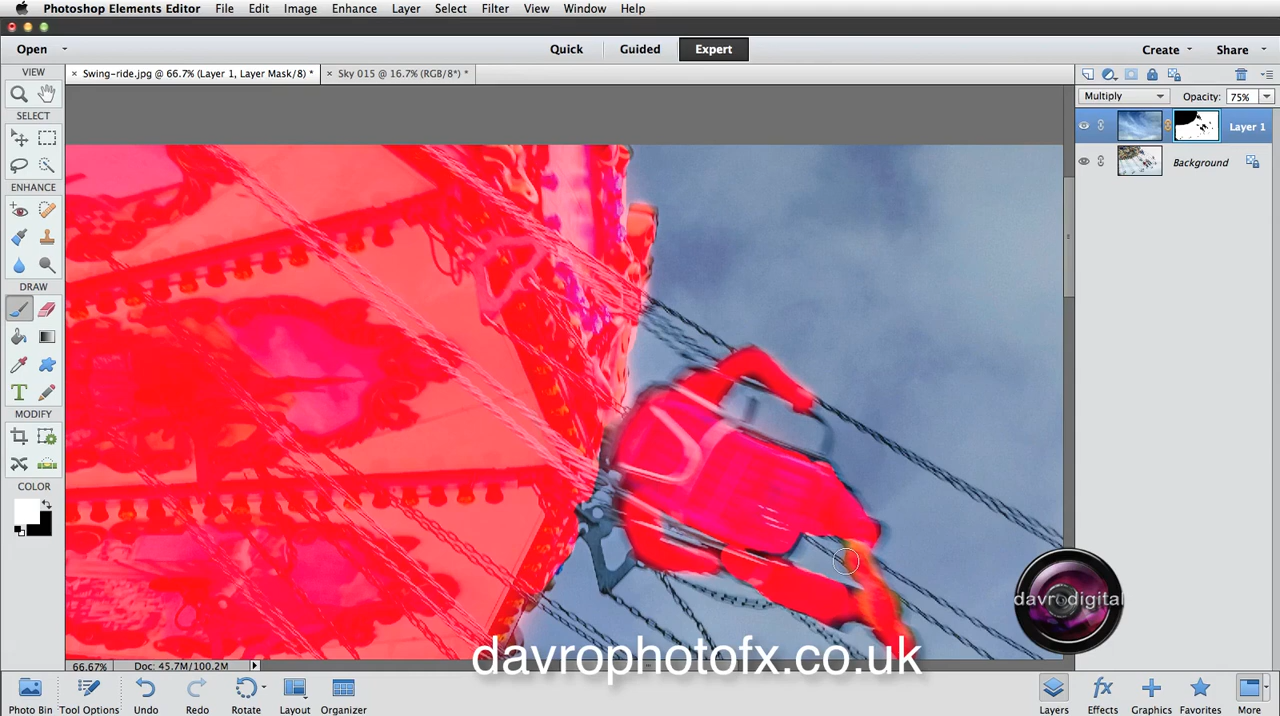 Photoshop Elements Editor File Edit Image Enhance Layer Select Filter View Window Help
Open Quick Guided Expert Create Share
VIEW
× Swing-ride.jpg @ 66.7% (Layer 1, Layer Mask/8) * × Sky 015 @ 16.7% (RGB/8*) *
Multiply Opacity: 75%
SELECT
Layer 1
Background
ENHANCE
DRAW
T
MODIFY
COLOR
davro digital
66.67% Doc: 45.7M/100.2M
davrophotofx.co.uk
Photo Bin Tool Options Undo Redo Rotate Layout Organizer Layers fx Effects Graphics Favorites More